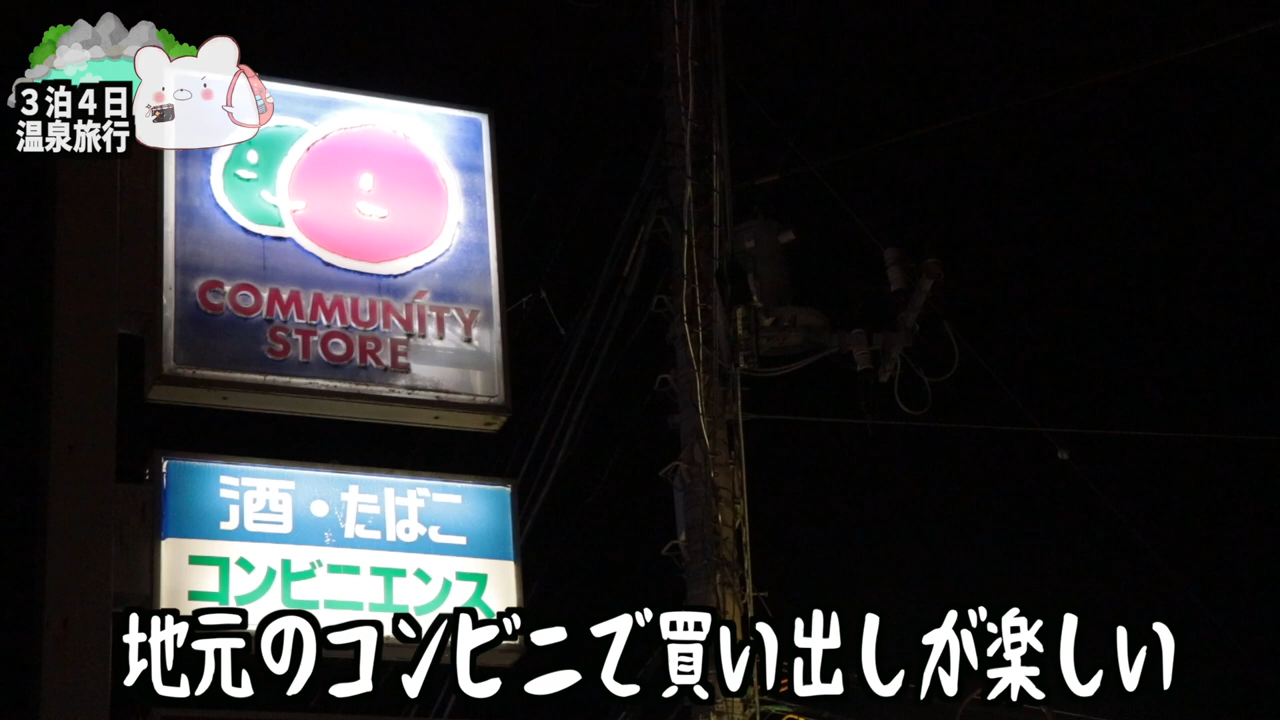 ３泊４日
温泉旅行
COMMUNITY
STORE
酒・たばこ
コンビニエンス
地元のコンビニで買い出しが楽しい